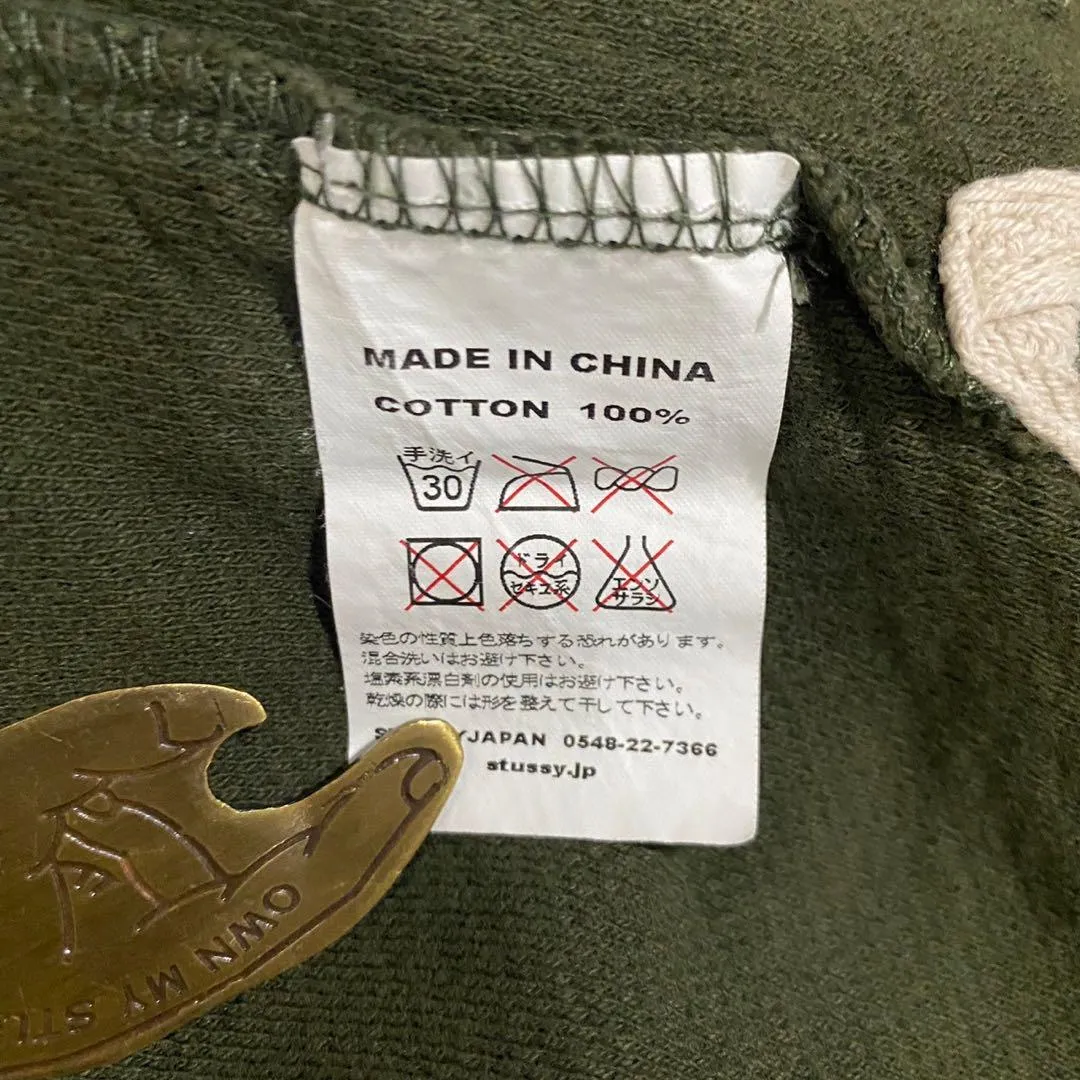 MADE IN CHINA
COTTON 100%
手洗イ
30
ドライ
セキユ系
エンソ
サラシ
染色の性質上色落ちする恐れがあります。
混合洗いはお避け下さい。
塩素系漂白剤の使用はお避け下さい。
乾燥の際には形を整えて干して下さい。
JAPAN 0548-22-7366
stussy.jp
OWN MY